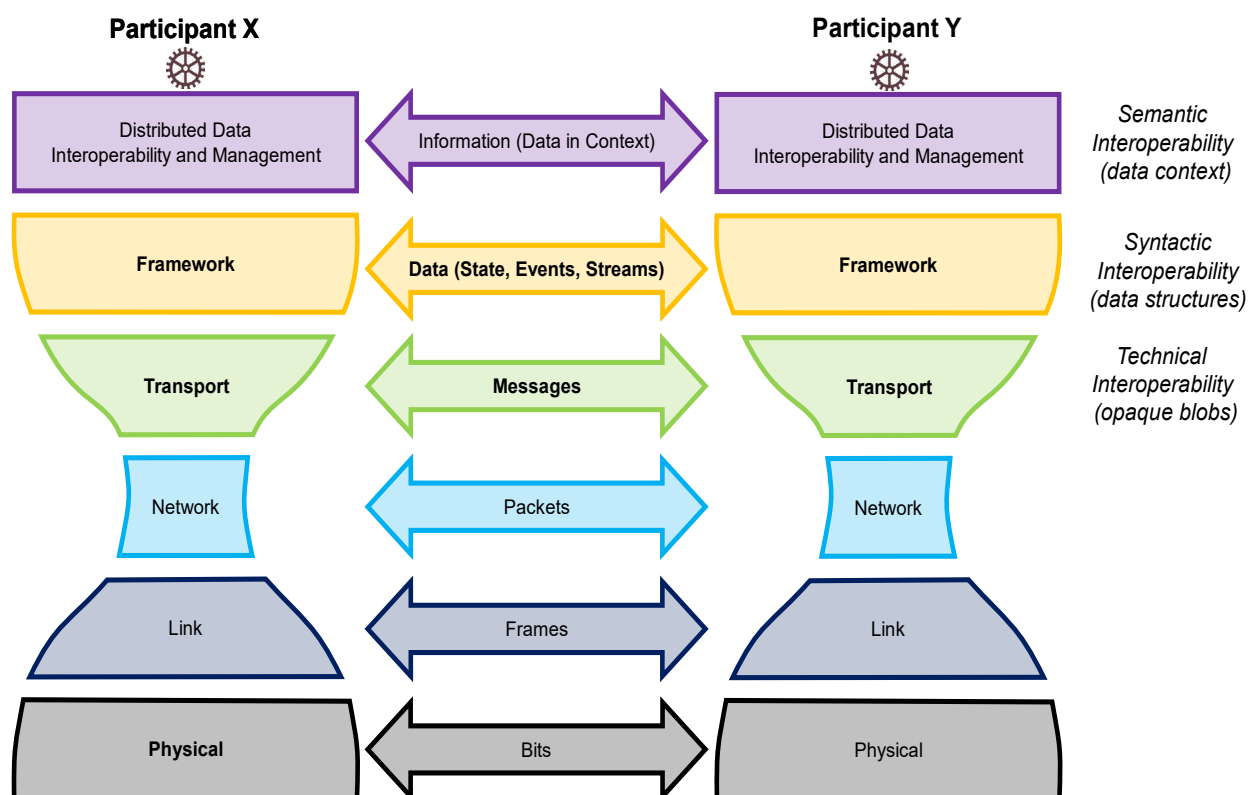 Participant X
Participant Y
Distributed Data
Interoperability and Management
Information (Data in Context)
Distributed Data
Interoperability and Management
Semantic
Interoperability
(data context)
Framework
Data (State, Events, Streams)
Framework
Syntactic
Interoperability
(data structures)
Transport
Messages
Transport
Technical
Interoperability
(opaque blobs)
Network
Packets
Network
Link
Frames
Link
Physical
Bits
Physical